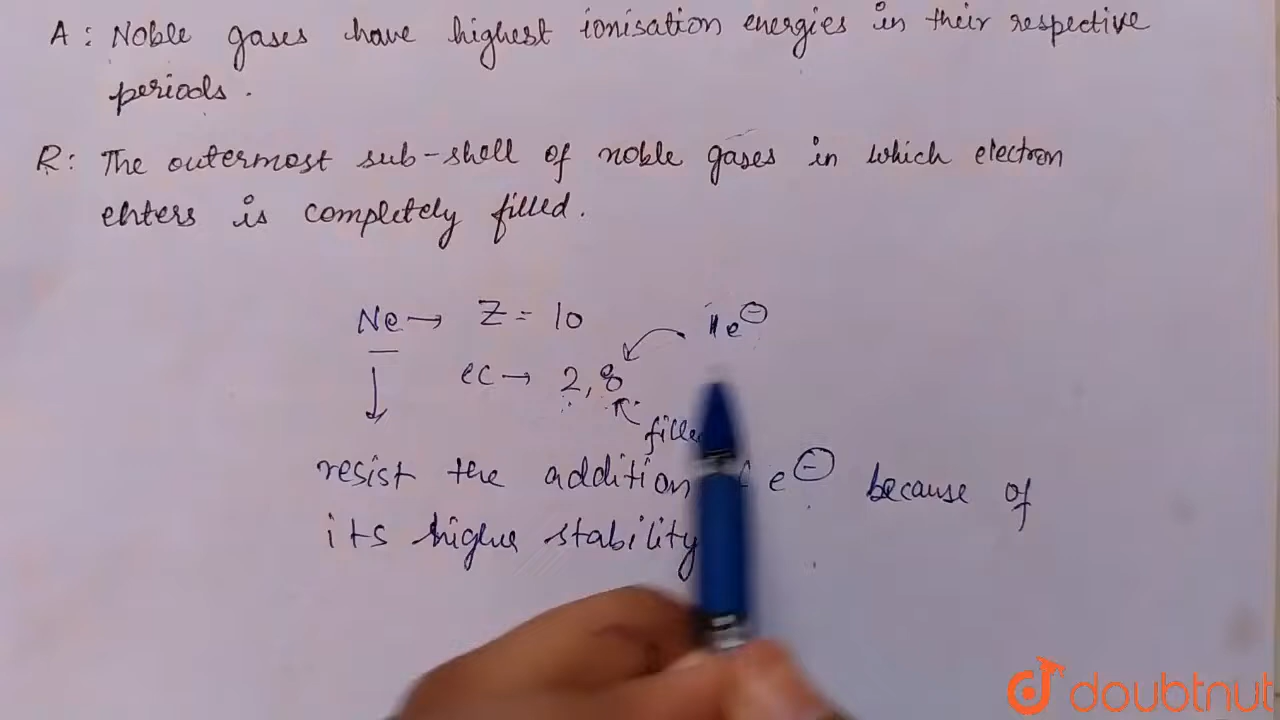 A : Noble gases have highest ionisation energies in their respective
periods.
R : The outermost sub-shell of noble gases in which electron
enters is completely filled.
Ne → Z = 10
e⊖
ec → 2, 8
resist the addition e⊖ because of
its higher stability
doubtnut